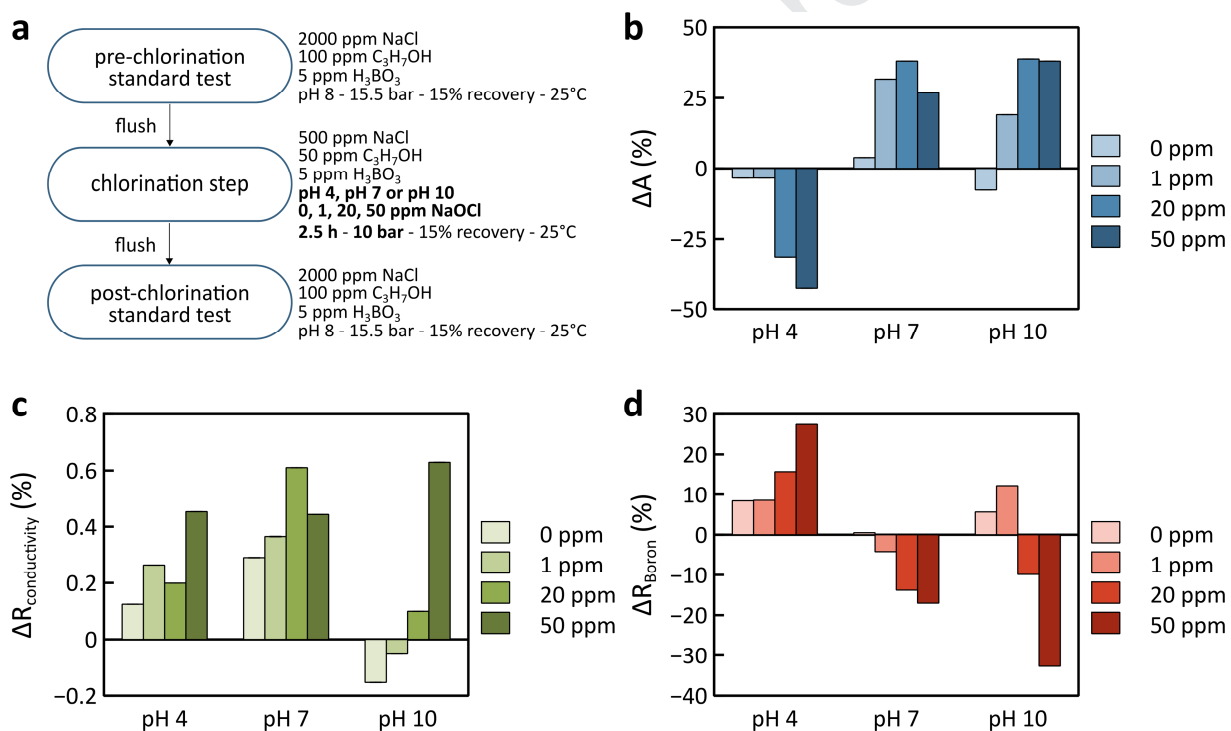 a
pre-chlorination
standard test
2000 ppm NaCl
100 ppm C₃H₇OH
5 ppm H₃BO₃
pH 8 - 15.5 bar - 15% recovery - 25°C
flush
chlorination step
500 ppm NaCl
50 ppm C₃H₇OH
5 ppm H₃BO₃
pH 4, pH 7 or pH 10
0, 1, 20, 50 ppm NaOCl
2.5 h - 10 bar - 15% recovery - 25°C
flush
post-chlorination
standard test
2000 ppm NaCl
100 ppm C₃H₇OH
5 ppm H₃BO₃
pH 8 - 15.5 bar - 15% recovery - 25°C
b
ΔA (%)
50
25
0
−25
−50
pH 4
pH 7
pH 10
0 ppm
1 ppm
20 ppm
50 ppm
c
ΔR conductivity (%)
0.8
0.6
0.4
0.2
0
−0.2
pH 4
pH 7
pH 10
0 ppm
1 ppm
20 ppm
50 ppm
d
ΔR Boron (%)
30
20
10
0
−10
−20
−30
−40
pH 4
pH 7
pH 10
0 ppm
1 ppm
20 ppm
50 ppm